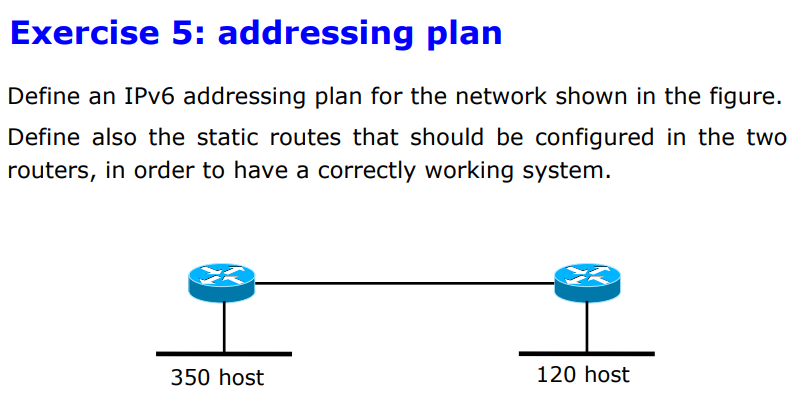 Exercise 5: addressing plan
Define an IPv6 addressing plan for the network shown in the figure.
Define also the static routes that should be configured in the two
routers, in order to have a correctly working system.
350 host
120 host